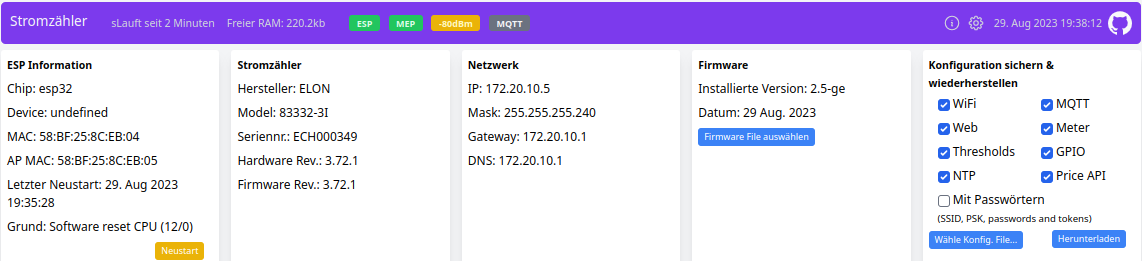 Stromzähler
sLauft seit 2 Minuten
Freier RAM: 220.2kb
ESP
MEP
-80dBm
MQTT
29. Aug 2023 19:38:12
ESP Information
Chip: esp32
Device: undefined
MAC: 58:BF:25:8C:EB:04
AP MAC: 58:BF:25:8C:EB:05
Letzter Neustart: 29. Aug 2023
19:35:28
Grund: Software reset CPU (12/0)
Neustart
Stromzähler
Hersteller: ELON
Model: 83332-3I
Seriennr.: ECH000349
Hardware Rev.: 3.72.1
Firmware Rev.: 3.72.1
Netzwerk
IP: 172.20.10.5
Mask: 255.255.255.240
Gateway: 172.20.10.1
DNS: 172.20.10.1
Firmware
Installierte Version: 2.5-ge
Datum: 29 Aug. 2023
Firmware File auswählen
Konfiguration sichern &
wiederherstellen
WiFi
MQTT
Web
Meter
Thresholds
GPIO
NTP
Price API
Mit Passwörtern
(SSID, PSK, passwords and tokens)
Wähle Konfig. File...
Herunterladen